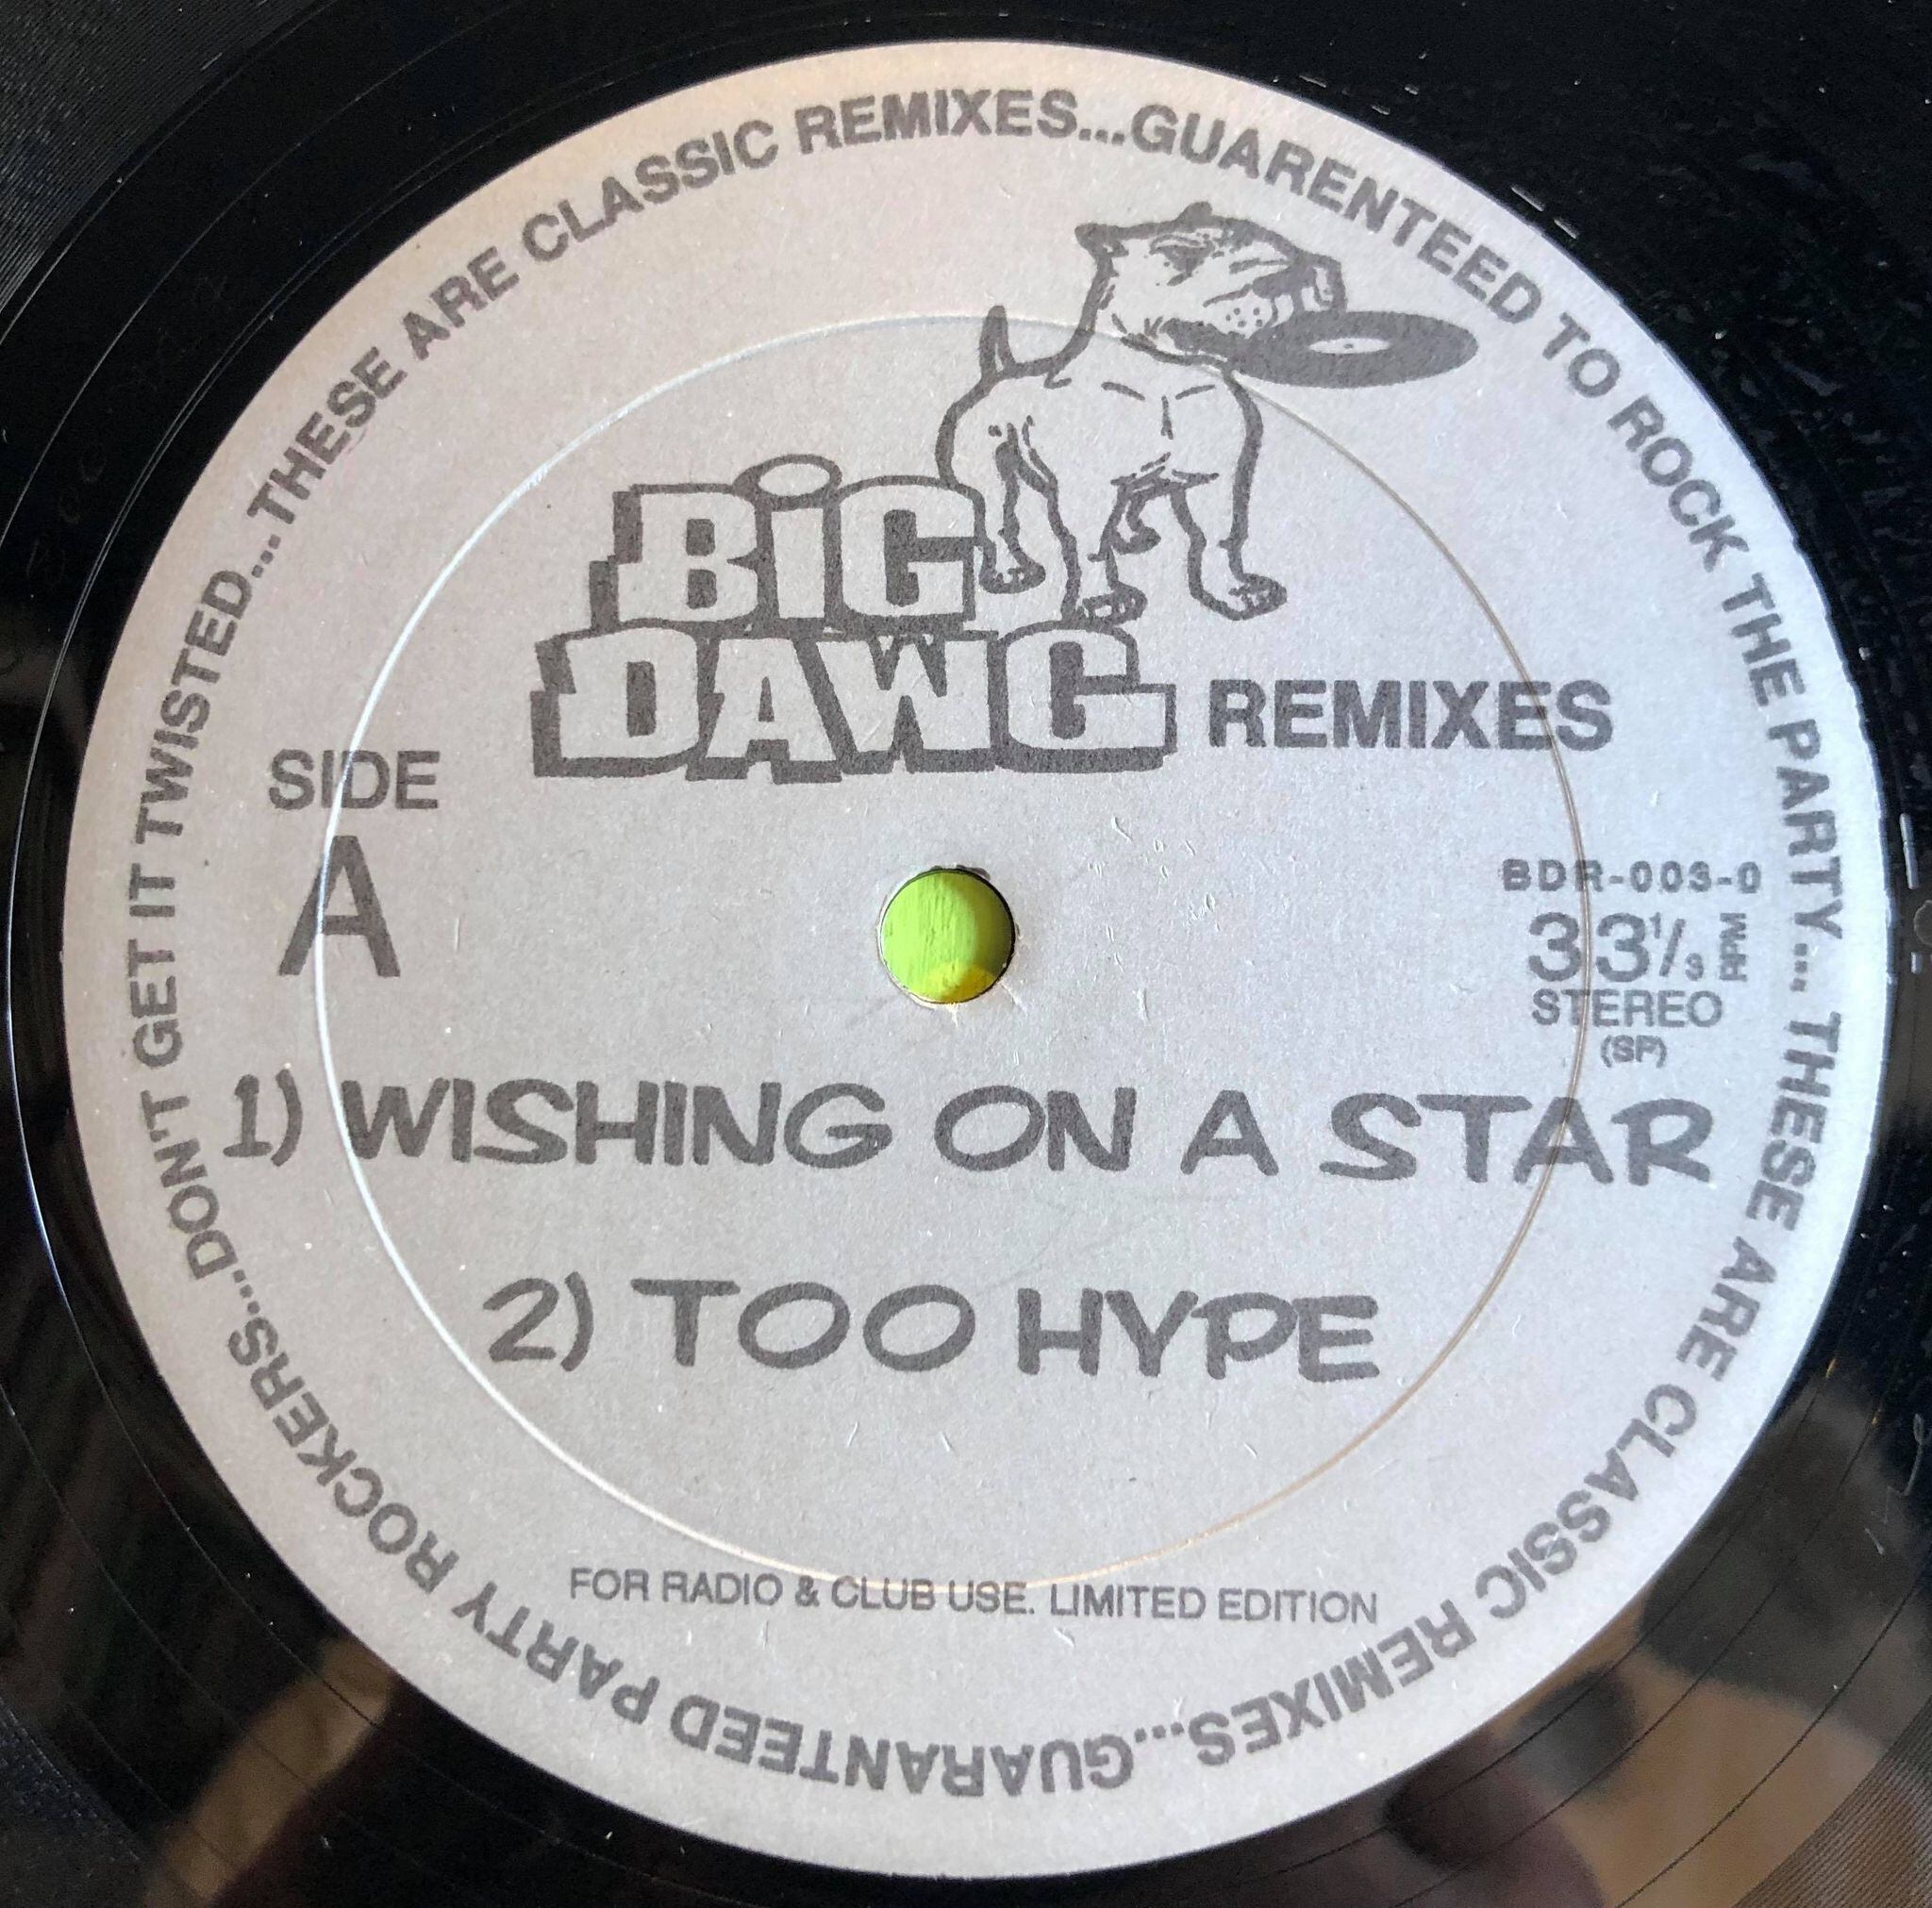 THESE ARE CLASSIC REMIXES...GUARENTEED TO ROCK THE PARTY... THESE ARE CLASSIC REMIXES...GUARANTEED PARTY ROCKERS...DON'T GET IT TWISTED...
BiG
DAWG REMIXES
SIDE
A
BDR-003-0
33 1/3 RPM
STEREO
(SP)
1) WISHING ON A STAR
2) TOO HYPE
FOR RADIO & CLUB USE. LIMITED EDITION